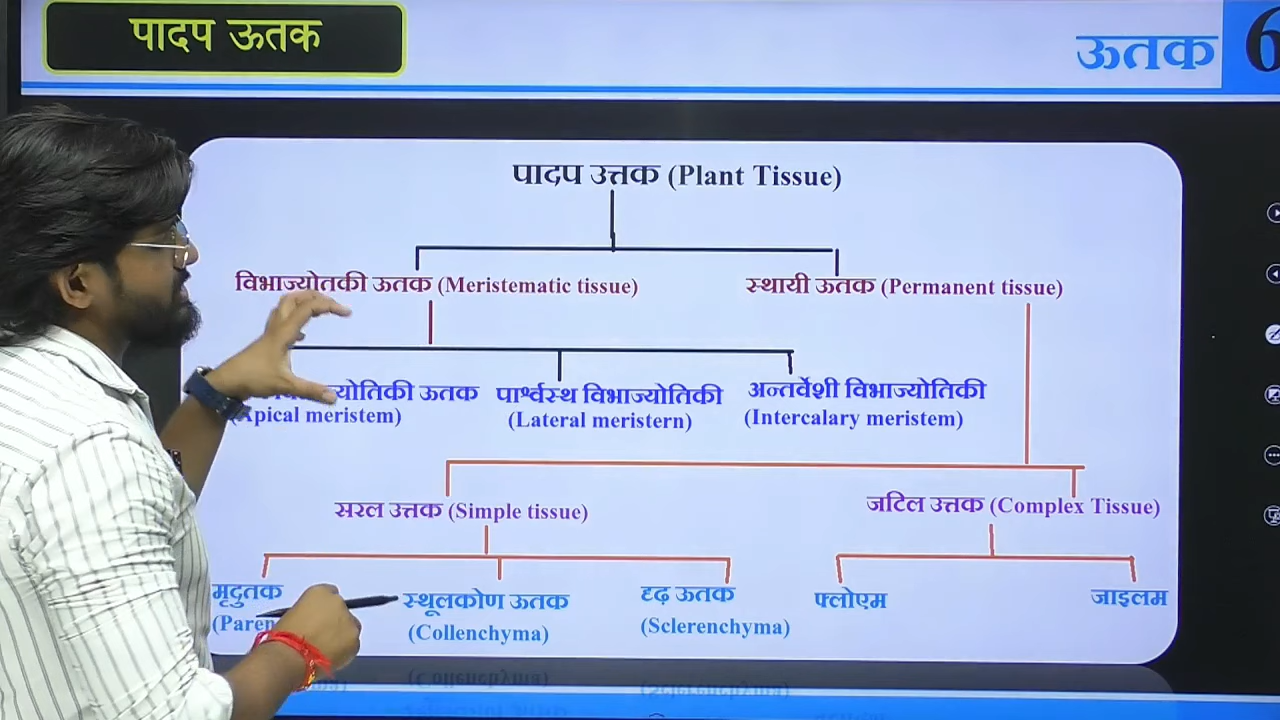 पादप ऊतक
ऊतक 6
पादप उत्तक (Plant Tissue)
विभाज्योतकी ऊतक (Meristematic tissue)
स्थायी ऊतक (Permanent tissue)
ऊतक
पार्श्वस्थ विभाज्योतिकी
अन्तर्वेशी विभाज्योतिकी
(Apical meristem)
(Lateral meristern)
(Intercalary meristem)
सरल उत्तक (Simple tissue)
जटिल उत्तक (Complex Tissue)
मृदुतक
स्थूलकोण ऊतक
दृढ़ ऊतक
फ्लोएम
जाइलम
(Collenchyma)
(Sclerenchyma)